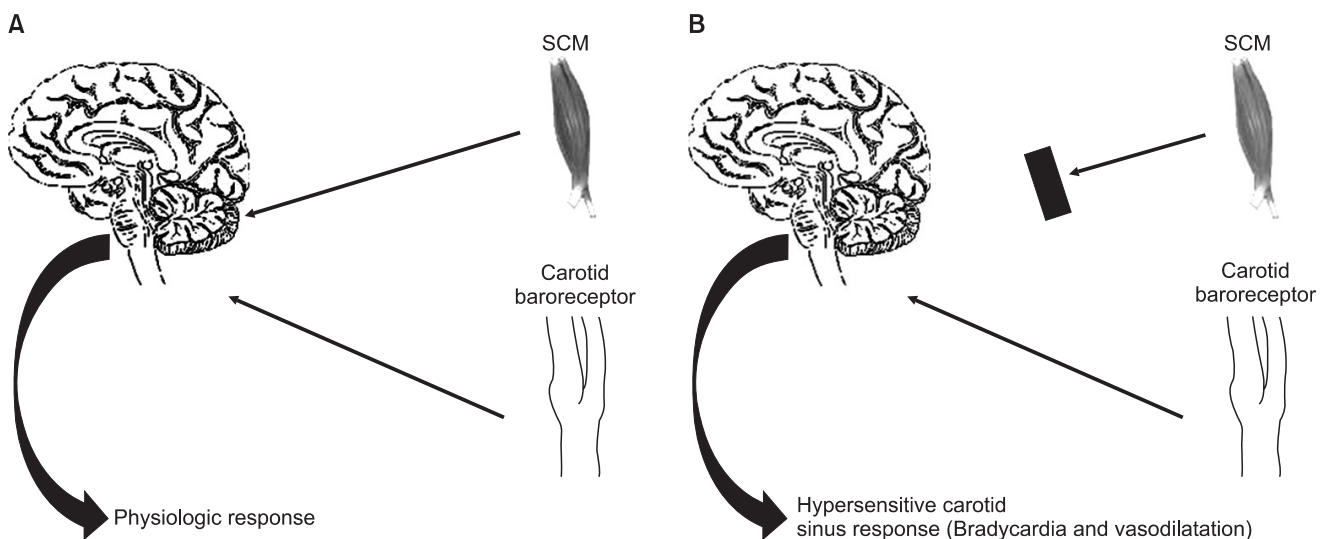 A
SCM
Carotid
baroreceptor
Physiologic response
B
SCM
Carotid
baroreceptor
Hypersensitive carotid
sinus response (Bradycardia and vasodilatation)